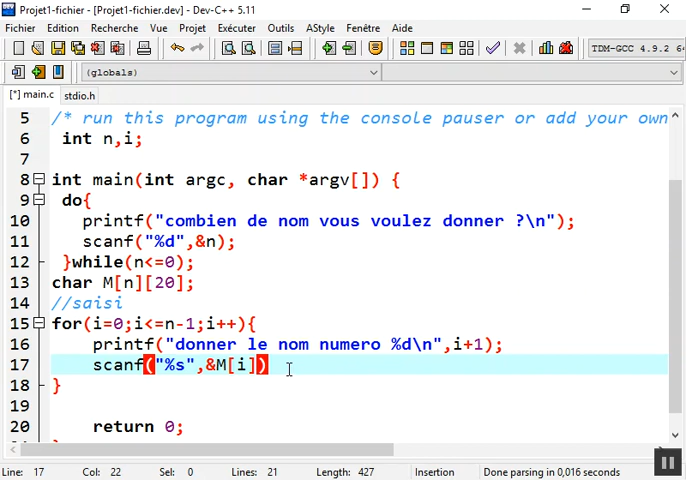 Projet1-fichier - [Projet1-fichier.dev] - Dev-C++ 5.11
Fichier Edition Recherche Vue Projet Exécuter Outils AStyle Fenêtre Aide
TDM-GCC 4.9.2 64
(globals)
[*] main.c stdio.h
5 /* run this program using the console pauser or add your own
6 int n,i;
7
8 int main(int argc, char *argv[]) {
9 do{
10 printf("combien de nom vous voulez donner ?\n");
11 scanf("%d",&n);
12 }while(n<=0);
13 char M[n][20];
14 //saisi
15 for(i=0;i<=n-1;i++){
16 printf("donner le nom numero %d\n",i+1);
17 scanf("%s",&M[i])
18 }
19
20 return 0;
Line: 17 Col: 22 Sel: 0 Lines: 21 Length: 427 Insertion Done parsing in 0,016 seconds